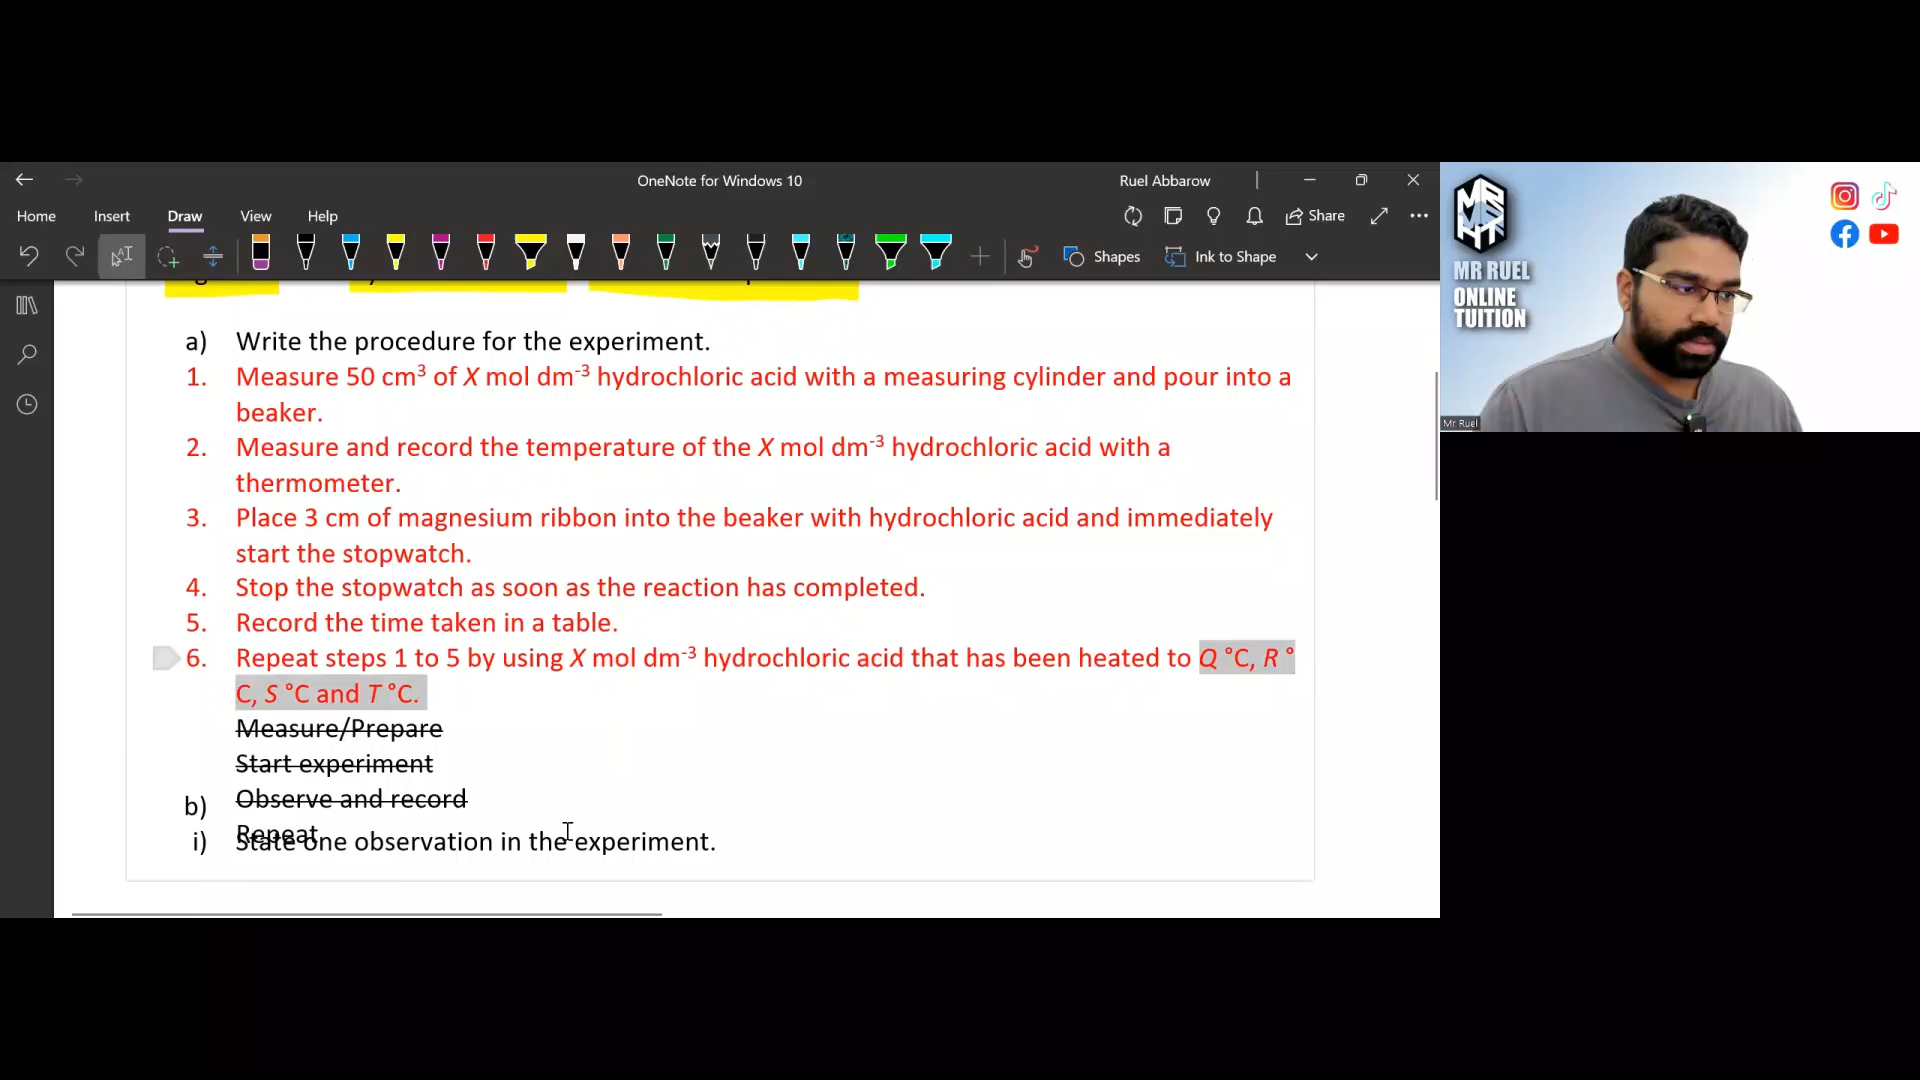 OneNote for Windows 10
Ruel Abbarow
Home
Insert
Draw
View
Help
Share
Shapes
Ink to Shape
a) Write the procedure for the experiment.
1. Measure 50 cm³ of X mol dm⁻³ hydrochloric acid with a measuring cylinder and pour into a
beaker.
2. Measure and record the temperature of the X mol dm⁻³ hydrochloric acid with a
thermometer.
3. Place 3 cm of magnesium ribbon into the beaker with hydrochloric acid and immediately
start the stopwatch.
4. Stop the stopwatch as soon as the reaction has completed.
5. Record the time taken in a table.
6. Repeat steps 1 to 5 by using X mol dm⁻³ hydrochloric acid that has been heated to Q °C, R °
C, S °C and T °C.
Measure/Prepare
Start experiment
Observe and record
b)
Repeat
i) State one observation in the experiment.
MR RUEL
ONLINE
TUITION
Mr Ruel